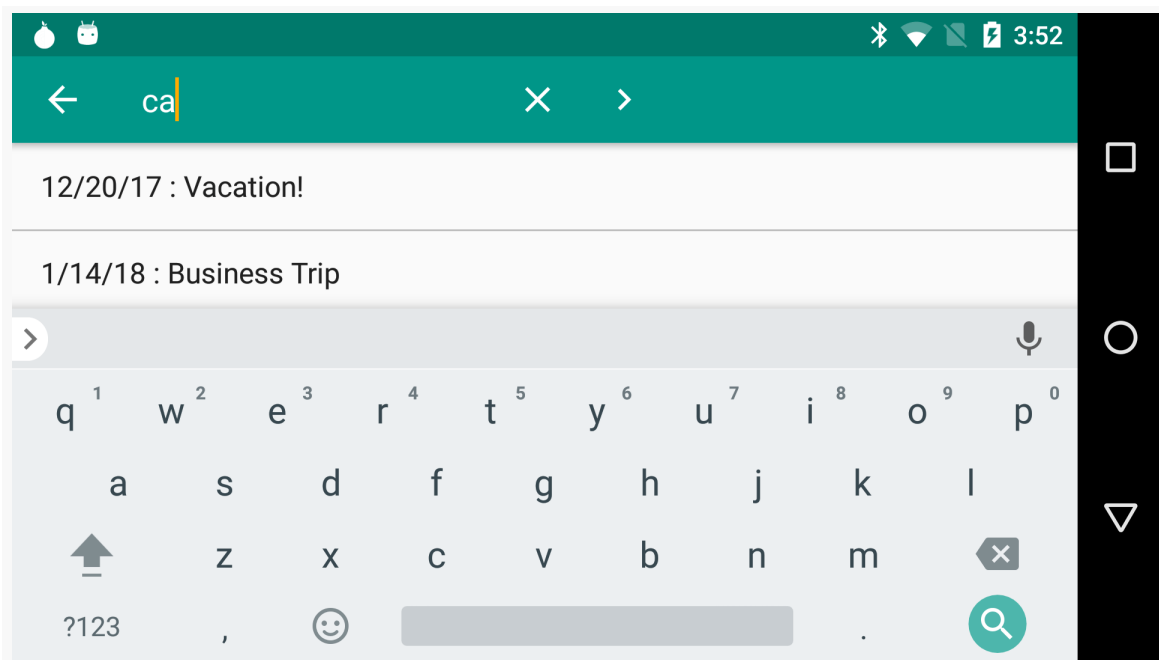 3:52
ca
12/20/17 : Vacation!
1/14/18 : Business Trip
q 1 w 2 e 3 r 4 t 5 y 6 u 7 i 8 o 9 p 0
a s d f g h j k l
z x c v b n m
?123 , .